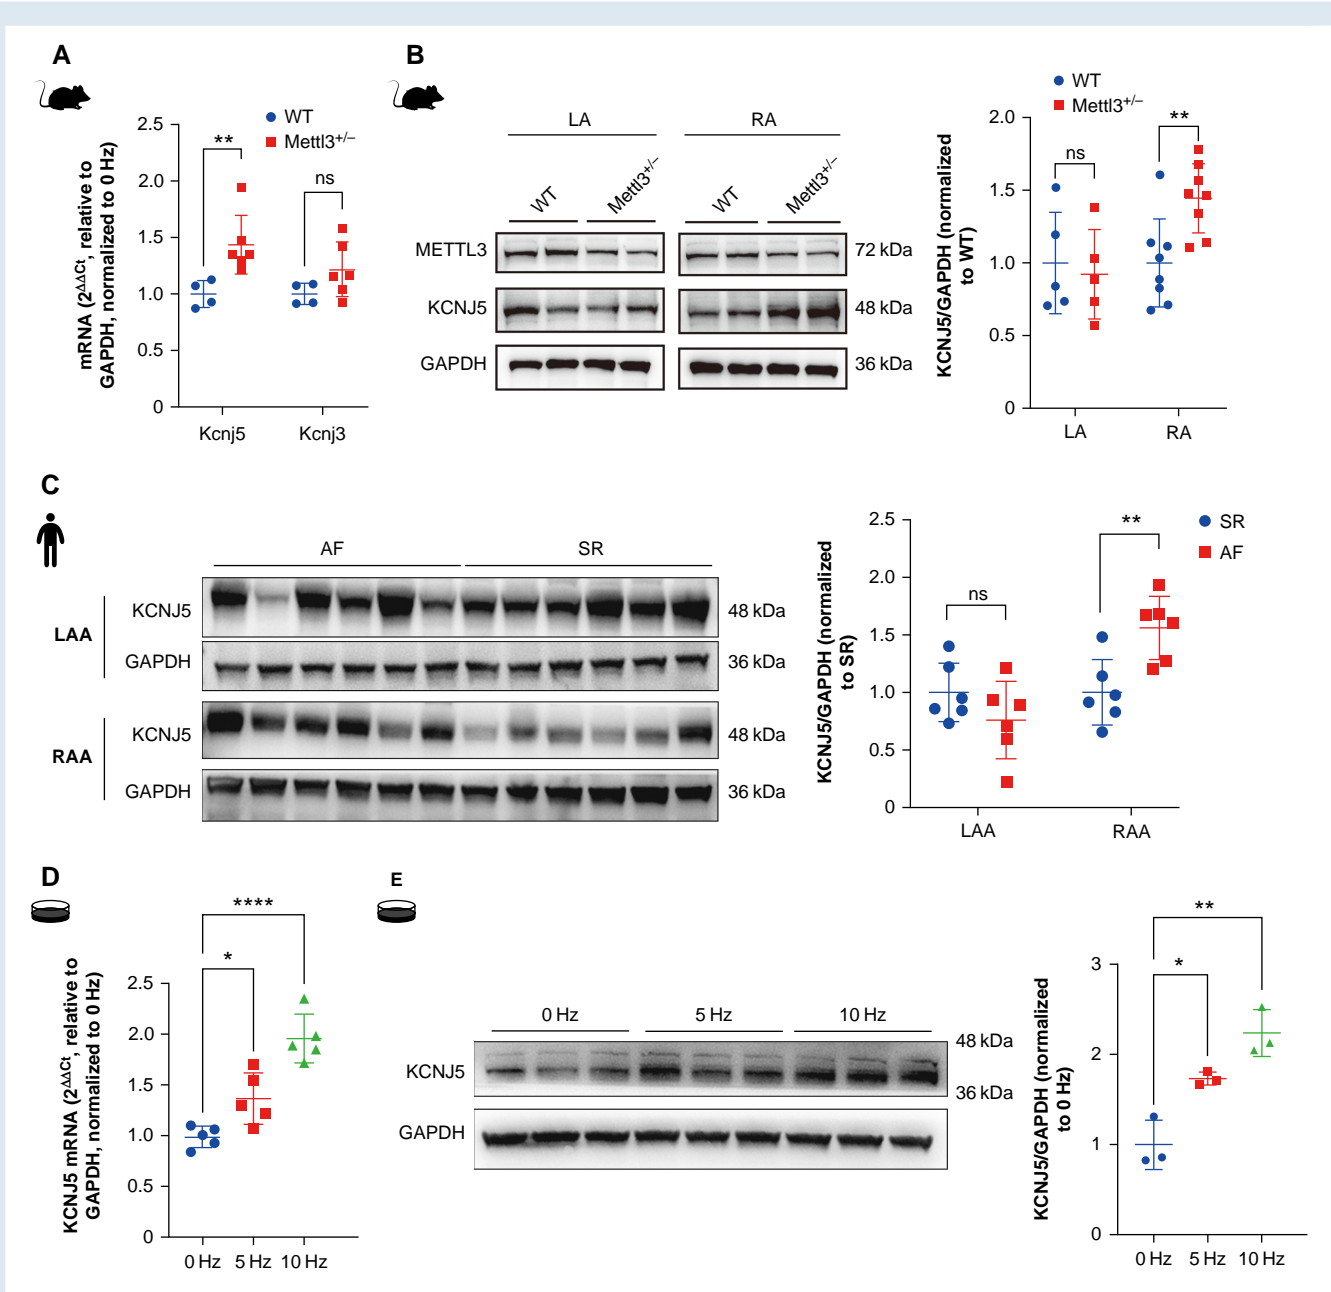 A
mRNA (2ΔΔCt, relative to
GAPDH, normalized to 0 Hz)
2.5
2.0
1.5
1.0
0.5
0
WT
Mettl3+/–
**
ns
Kcnj5
Kcnj3
B
LA
RA
WT
Mettl3+/–
WT
Mettl3+/–
METTL3
72 kDa
KCNJ5
48 kDa
GAPDH
36 kDa
KCNJ5/GAPDH (normalized
to WT)
WT
Mettl3+/–
2.0
1.5
1.0
0.5
0
ns
**
LA
RA
C
AF
SR
LAA
KCNJ5
48 kDa
GAPDH
36 kDa
RAA
KCNJ5
48 kDa
GAPDH
36 kDa
KCNJ5/GAPDH (normalized
to SR)
2.5
2.0
1.5
1.0
0.5
0
ns
**
SR
AF
LAA
RAA
D
KCNJ5 mRNA (2ΔΔCt, relative to
GAPDH, normalized to 0 Hz)
2.5
2.0
1.5
1.0
0.5
0
****
*
0 Hz
5 Hz
10 Hz
E
0 Hz
5 Hz
10 Hz
KCNJ5
48 kDa
36 kDa
GAPDH
KCNJ5/GAPDH (normalized
to 0 Hz)
3
2
1
0
**
*
0 Hz
5 Hz
10 Hz